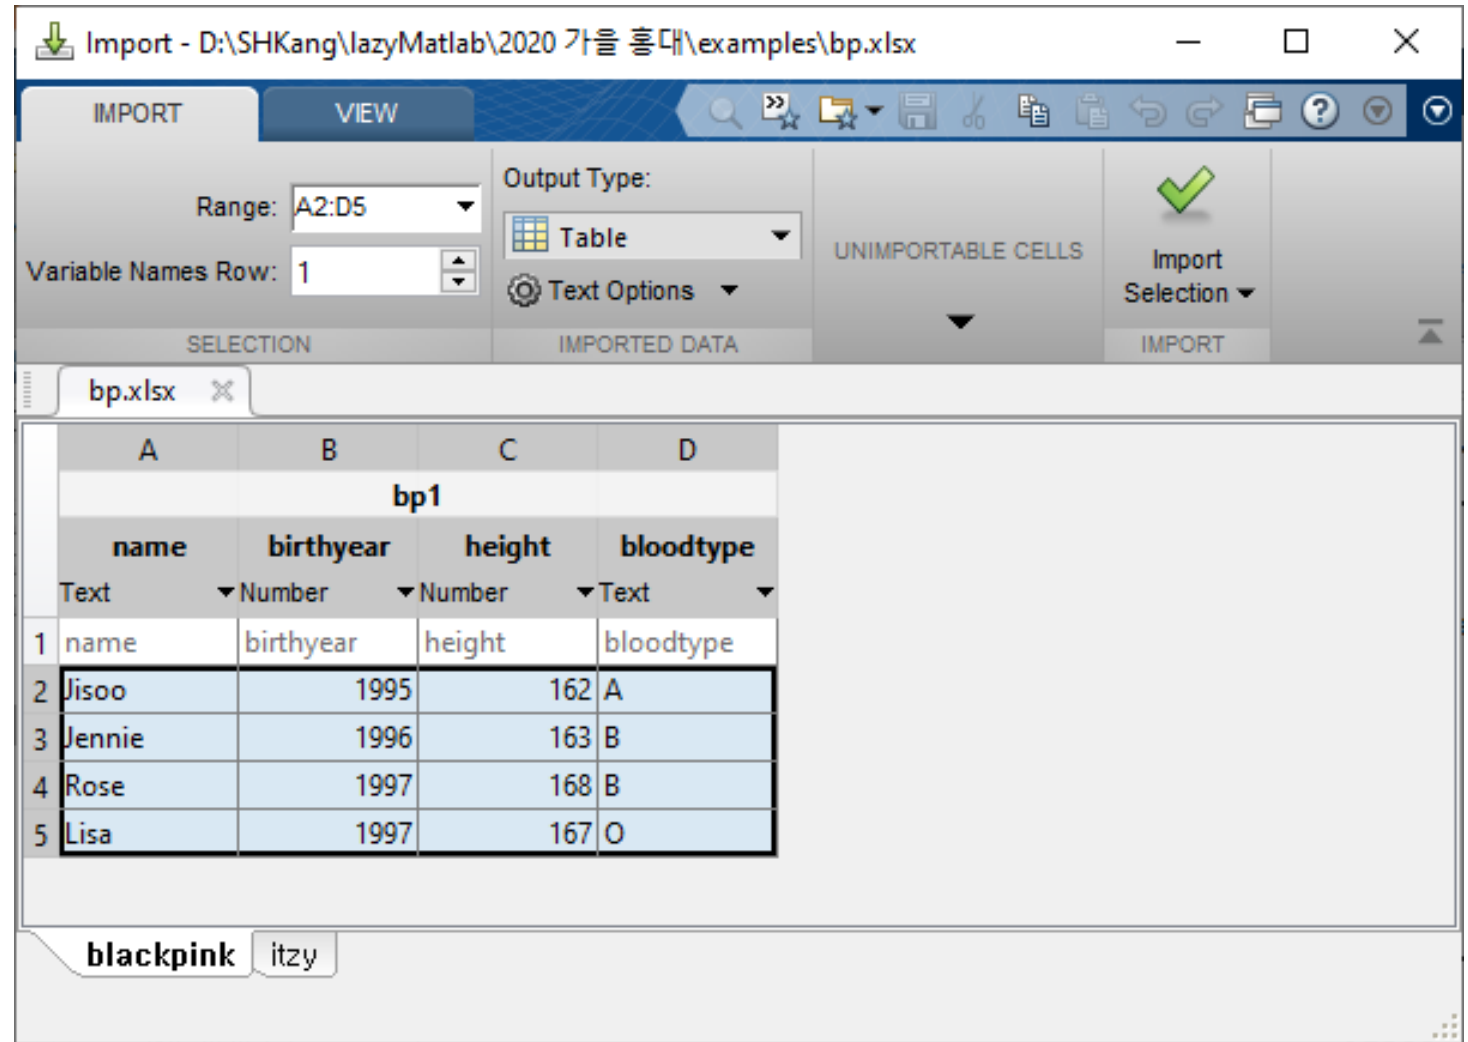 Import - D:\SHKang\lazyMatlab\2020 가을 홍대\examples\bp.xlsx
IMPORT VIEW
Range: A2:D5
Variable Names Row: 1
SELECTION
Output Type:
Table
Text Options
IMPORTED DATA
UNIMPORTABLE CELLS
Import
Selection
IMPORT
bp.xlsx
A B C D
bp1
name birthyear height bloodtype
Text Number Number Text
1 name birthyear height bloodtype
2 Jisoo 1995 162 A
3 Jennie 1996 163 B
4 Rose 1997 168 B
5 Lisa 1997 167 O
blackpink itzy